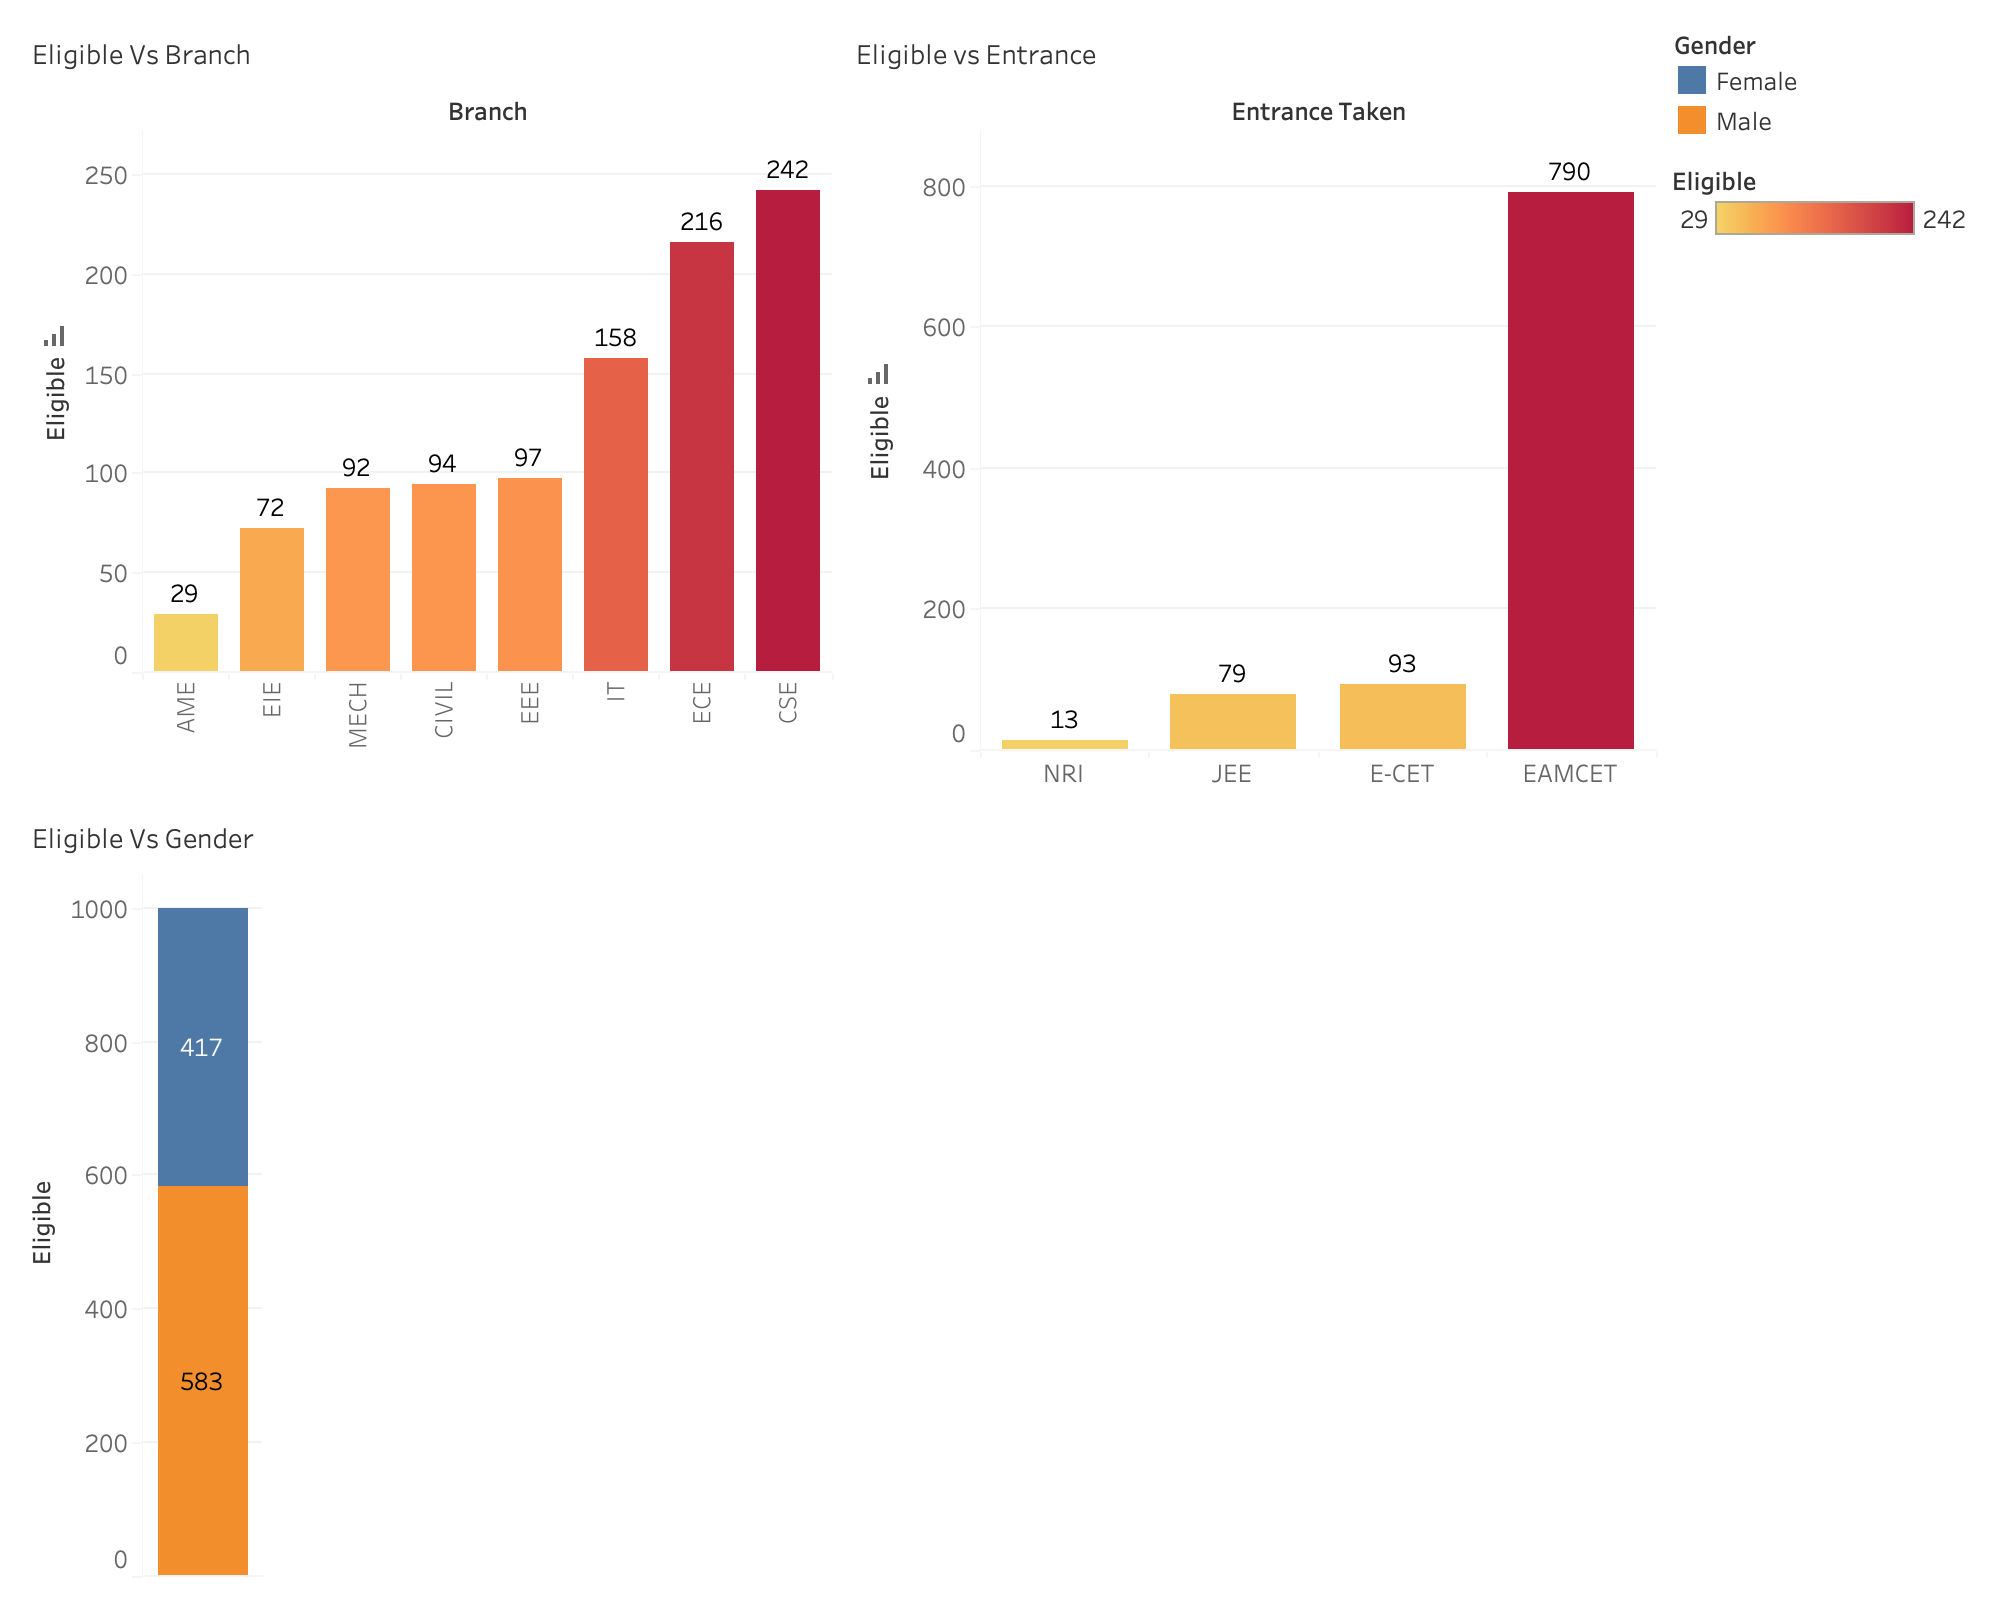 Eligible Vs Branch
Branch
Eligible
250
200
150
100
50
0
29
72
92
94
97
158
216
242
AME
EIE
MECH
CIVIL
EEE
IT
ECE
CSE
Eligible vs Entrance
Entrance Taken
Eligible
800
600
400
200
0
13
79
93
790
NRI
JEE
E-CET
EAMCET
Gender
Female
Male
Eligible
29 242
Eligible Vs Gender
Eligible
1000
800
600
400
200
0
417
583